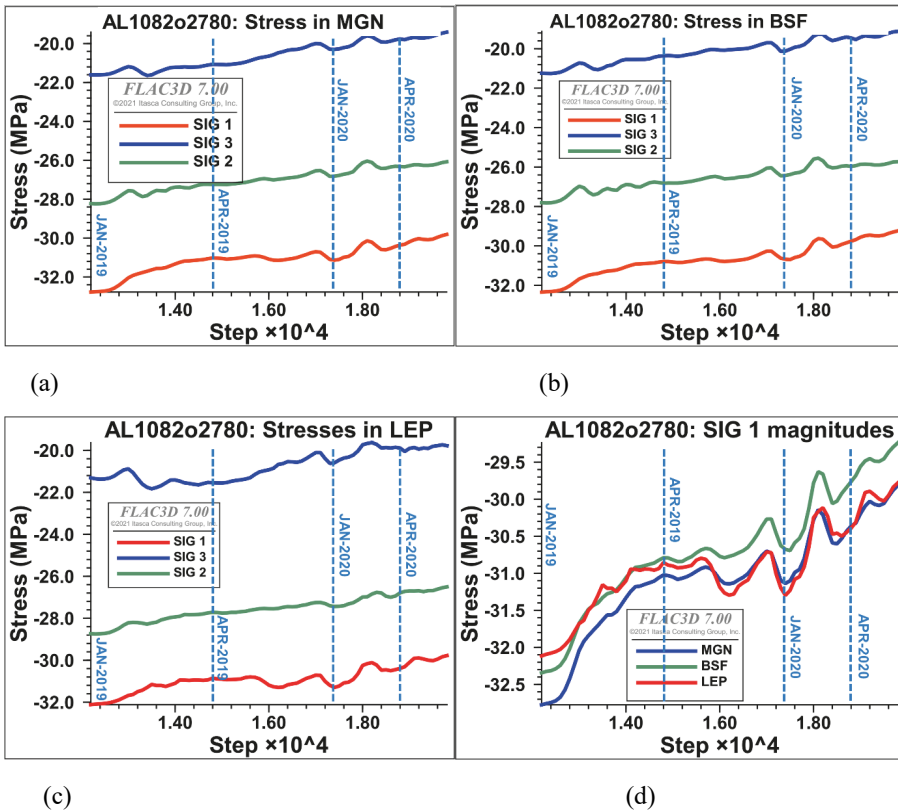 AL1082o2780: Stress in MGN
Stress (MPa)
-20.0
-22.0
-24.0
-26.0
-28.0
-30.0
-32.0
FLAC3D 7.00
©2021 Itasca Consulting Group, Inc.
SIG 1
SIG 3
SIG 2
JAN-2019
APR-2019
JAN-2020
APR-2020
1.40 1.60 1.80
Step ×10^4
(a)
AL1082o2780: Stress in BSF
Stress (MPa)
-20.0
-22.0
-24.0
-26.0
-28.0
-30.0
-32.0
FLAC3D 7.00
©2021 Itasca Consulting Group, Inc.
SIG 1
SIG 3
SIG 2
JAN-2019
APR-2019
JAN-2020
APR-2020
1.40 1.60 1.80
Step ×10^4
(b)
AL1082o2780: Stresses in LEP
Stress (MPa)
-20.0
-22.0
-24.0
-26.0
-28.0
-30.0
-32.0
FLAC3D 7.00
©2021 Itasca Consulting Group, Inc.
SIG 1
SIG 3
SIG 2
JAN-2019
APR-2019
JAN-2020
APR-2020
1.40 1.60 1.80
Step ×10^4
(c)
AL1082o2780: SIG 1 magnitudes
Stress (MPa)
-29.5
-30.0
-30.5
-31.0
-31.5
-32.0
-32.5
FLAC3D 7.00
©2021 Itasca Consulting Group, Inc.
MGN
BSF
LEP
JAN-2019
APR-2019
JAN-2020
APR-2020
1.40 1.60 1.80
Step ×10^4
(d)